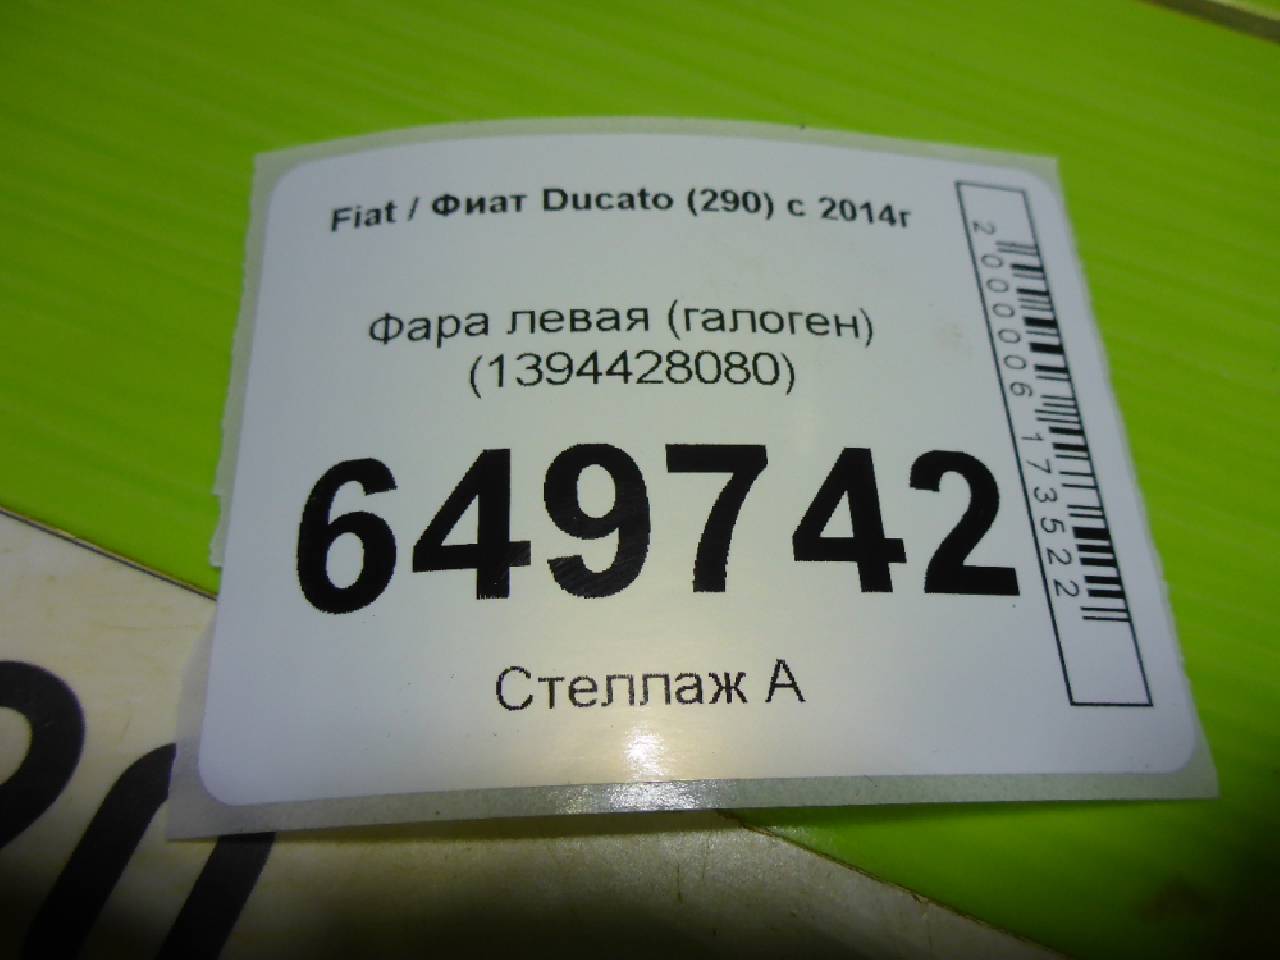 Fiat / Фиат Ducato (290) с 2014г
Фара левая (галоген)
(1394428080)
649742
Стеллаж А
2000006173522